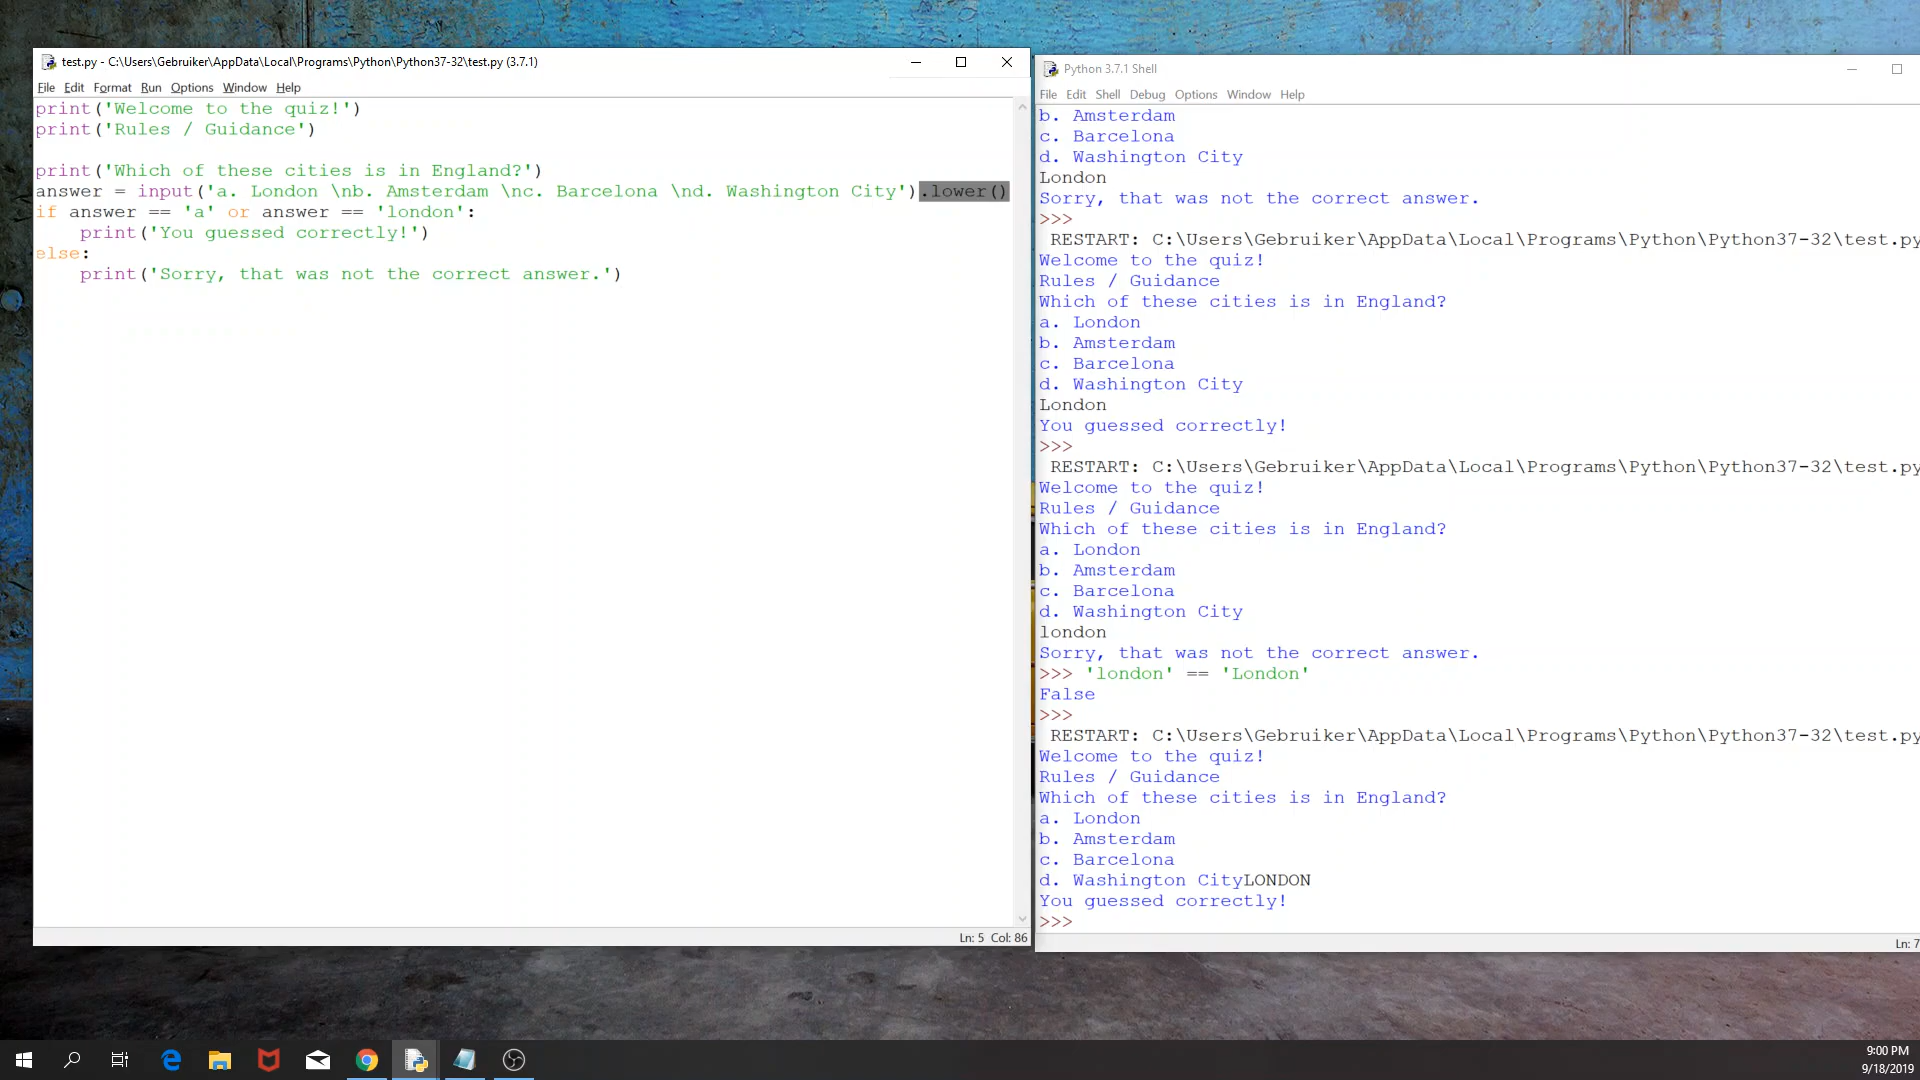 test.py - C:\Users\Gebruiker\AppData\Local\Programs\Python\Python37-32\test.py (3.7.1)
File Edit Format Run Options Window Help
print('Welcome to the quiz!')
print('Rules / Guidance')
print('Which of these cities is in England?')
answer = input('a. London \nb. Amsterdam \nc. Barcelona \nd. Washington City').lower()
if answer == 'a' or answer == 'london':
    print('You guessed correctly!')
else:
    print('Sorry, that was not the correct answer.')
Ln: 5 Col: 86
Python 3.7.1 Shell
File Edit Shell Debug Options Window Help
b. Amsterdam
c. Barcelona
d. Washington City
London
Sorry, that was not the correct answer.
>>>
RESTART: C:\Users\Gebruiker\AppData\Local\Programs\Python\Python37-32\test.py
Welcome to the quiz!
Rules / Guidance
Which of these cities is in England?
a. London
b. Amsterdam
c. Barcelona
d. Washington City
London
You guessed correctly!
>>>
RESTART: C:\Users\Gebruiker\AppData\Local\Programs\Python\Python37-32\test.py
Welcome to the quiz!
Rules / Guidance
Which of these cities is in England?
a. London
b. Amsterdam
c. Barcelona
d. Washington City
london
Sorry, that was not the correct answer.
>>> 'london' == 'London'
False
>>>
RESTART: C:\Users\Gebruiker\AppData\Local\Programs\Python\Python37-32\test.py
Welcome to the quiz!
Rules / Guidance
Which of these cities is in England?
a. London
b. Amsterdam
c. Barcelona
d. Washington CityLONDON
You guessed correctly!
>>>
Ln: 7
9:00 PM
9/18/2019